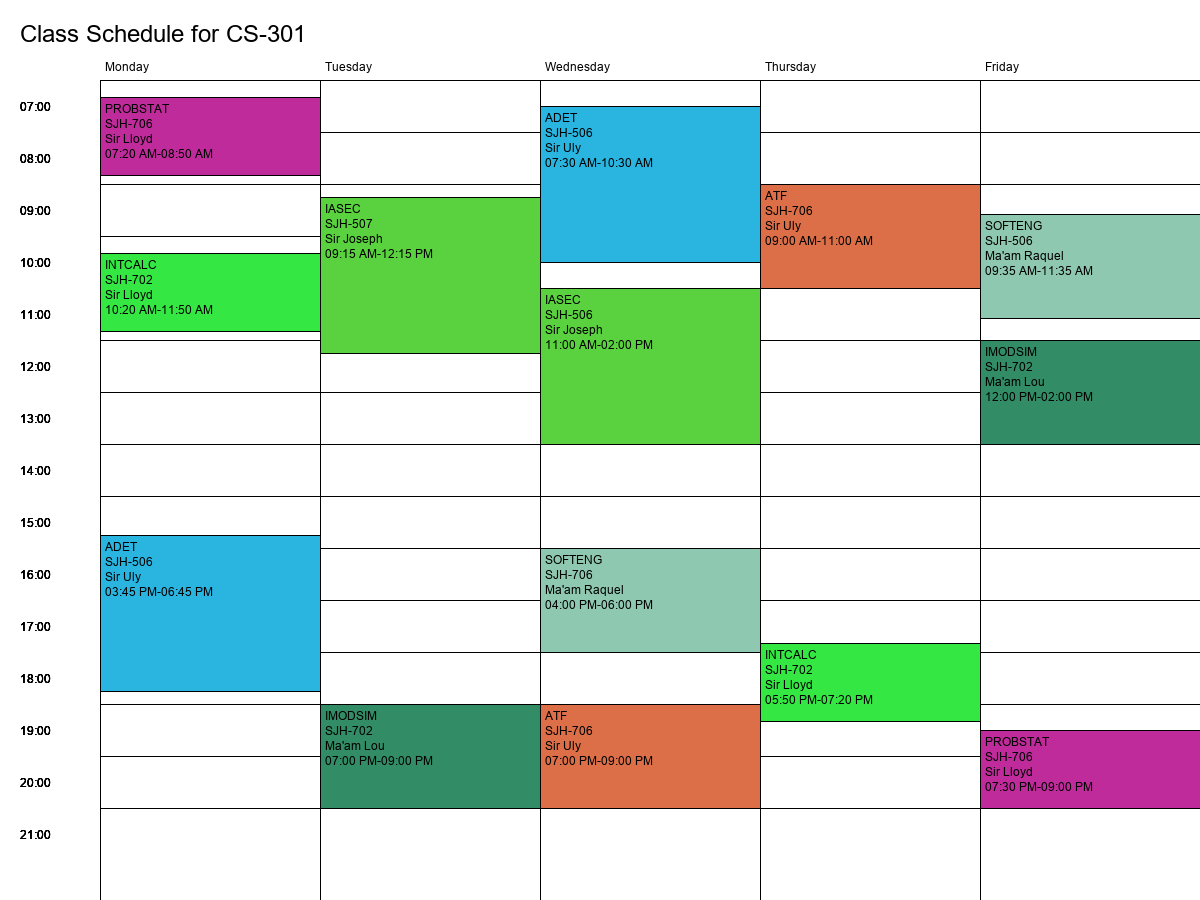 Class Schedule for CS-301
Monday
Tuesday
Wednesday
Thursday
Friday
07:00
08:00
09:00
10:00
11:00
12:00
13:00
14:00
15:00
16:00
17:00
18:00
19:00
20:00
21:00
PROBSTAT
SJH-706
Sir Lloyd
07:20 AM-08:50 AM
INTCALC
SJH-702
Sir Lloyd
10:20 AM-11:50 AM
ADET
SJH-506
Sir Uly
03:45 PM-06:45 PM
IASEC
SJH-507
Sir Joseph
09:15 AM-12:15 PM
IMODSIM
SJH-702
Ma'am Lou
07:00 PM-09:00 PM
ADET
SJH-506
Sir Uly
07:30 AM-10:30 AM
IASEC
SJH-506
Sir Joseph
11:00 AM-02:00 PM
SOFTENG
SJH-706
Ma'am Raquel
04:00 PM-06:00 PM
ATF
SJH-706
Sir Uly
07:00 PM-09:00 PM
ATF
SJH-706
Sir Uly
09:00 AM-11:00 AM
INTCALC
SJH-702
Sir Lloyd
05:50 PM-07:20 PM
SOFTENG
SJH-506
Ma'am Raquel
09:35 AM-11:35 AM
IMODSIM
SJH-702
Ma'am Lou
12:00 PM-02:00 PM
PROBSTAT
SJH-706
Sir Lloyd
07:30 PM-09:00 PM